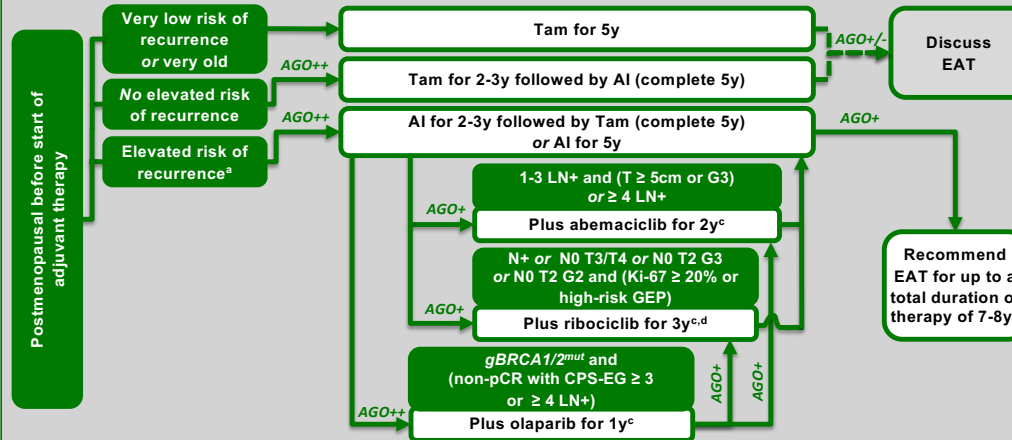 Postmenopausal before start of
adjuvant therapy
Very low risk of
recurrence
or very old
No elevated risk
of recurrence
Elevated risk of
recurrenceᵃ
AGO++
AGO++
Tam for 5y
Tam for 2-3y followed by AI (complete 5y)
AI for 2-3y followed by Tam (complete 5y)
or AI for 5y
AGO+/-
Discuss
EAT
AGO+
1-3 LN+ and (T ≥ 5cm or G3)
or ≥ 4 LN+
AGO+
Plus abemaciclib for 2yᶜ
N+ or N0 T3/T4 or N0 T2 G3
or N0 T2 G2 and (Ki-67 ≥ 20% or
high-risk GEP)
AGO+
Plus ribociclib for 3yᶜ,ᵈ
gBRCA1/2ᵐᵘᵗ and
(non-pCR with CPS-EG ≥ 3
or ≥ 4 LN+)
AGO++
Plus olaparib for 1yᶜ
AGO+
AGO+
Recommend
EAT for up to a
total duration
therapy of 7-8y